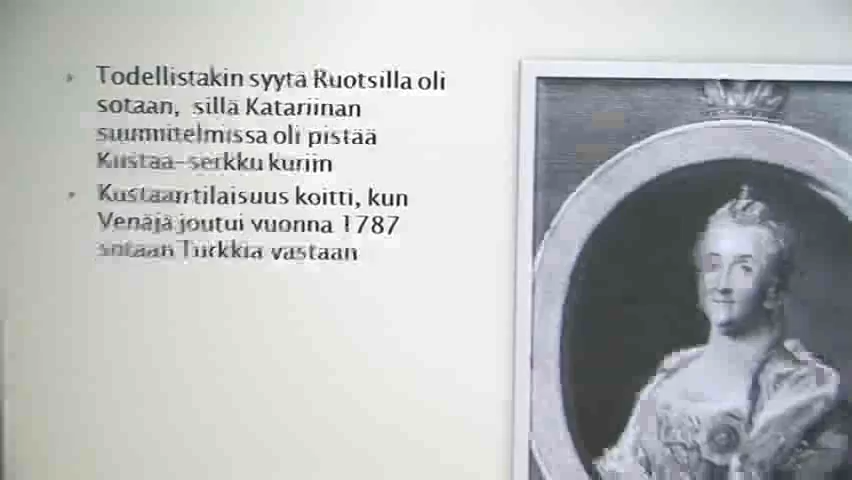 Todellistakin syytä Ruotsilla oli
sotaan, sillä Katariinan
suunnitelmissa oli pistää
Kustaa-serkku kuriin
Kustaan tilaisuus koitti, kun
Venäjä joutui vuonna 1787
sotaan Turkkia vastaan